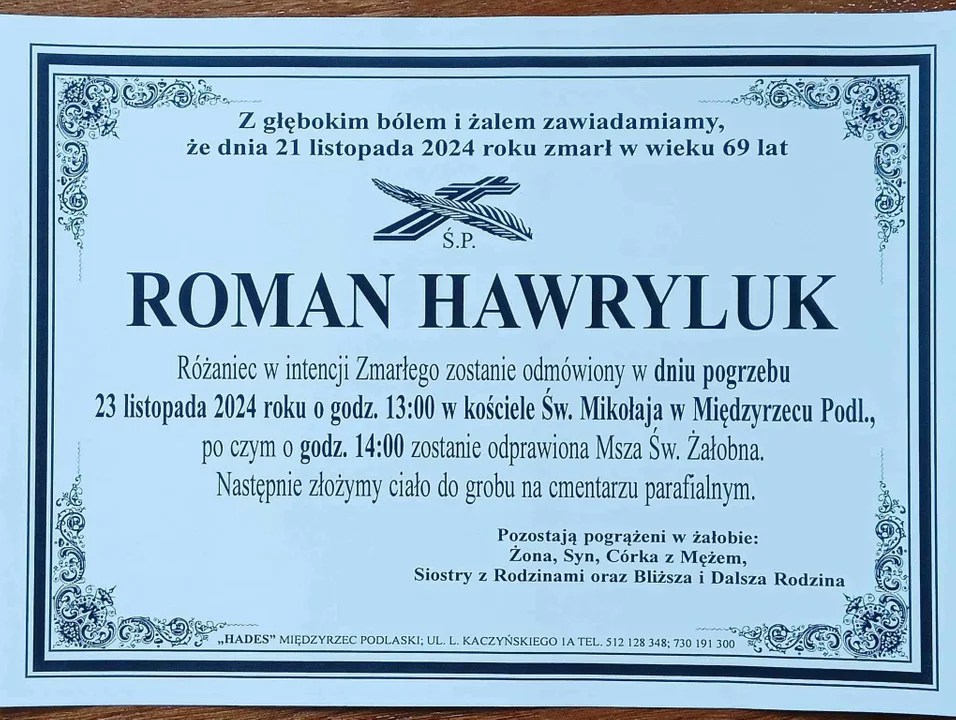 Z głębokim bólem i żalem zawiadamiamy,
że dnia 21 listopada 2024 roku zmarł w wieku 69 lat
Ś.P.
ROMAN HAWRYLUK
Różaniec w intencji Zmarłego zostanie odmówiony w dniu pogrzebu
23 listopada 2024 roku o godz. 13:00 w kościele Św. Mikołaja w Międzyrzecu Podl.,
po czym o godz. 14:00 zostanie odprawiona Msza Św. Żałobna.
Następnie złożymy ciało do grobu na cmentarzu parafialnym.
Pozostają pogrążeni w żałobie:
Żona, Syn, Córka z Mężem,
Siostry z Rodzinami oraz Bliższa i Dalsza Rodzina
„HADES” MIĘDZYRZEC PODLASKI; UL. L. KACZYŃSKIEGO 1A TEL. 512 128 348; 730 191 300